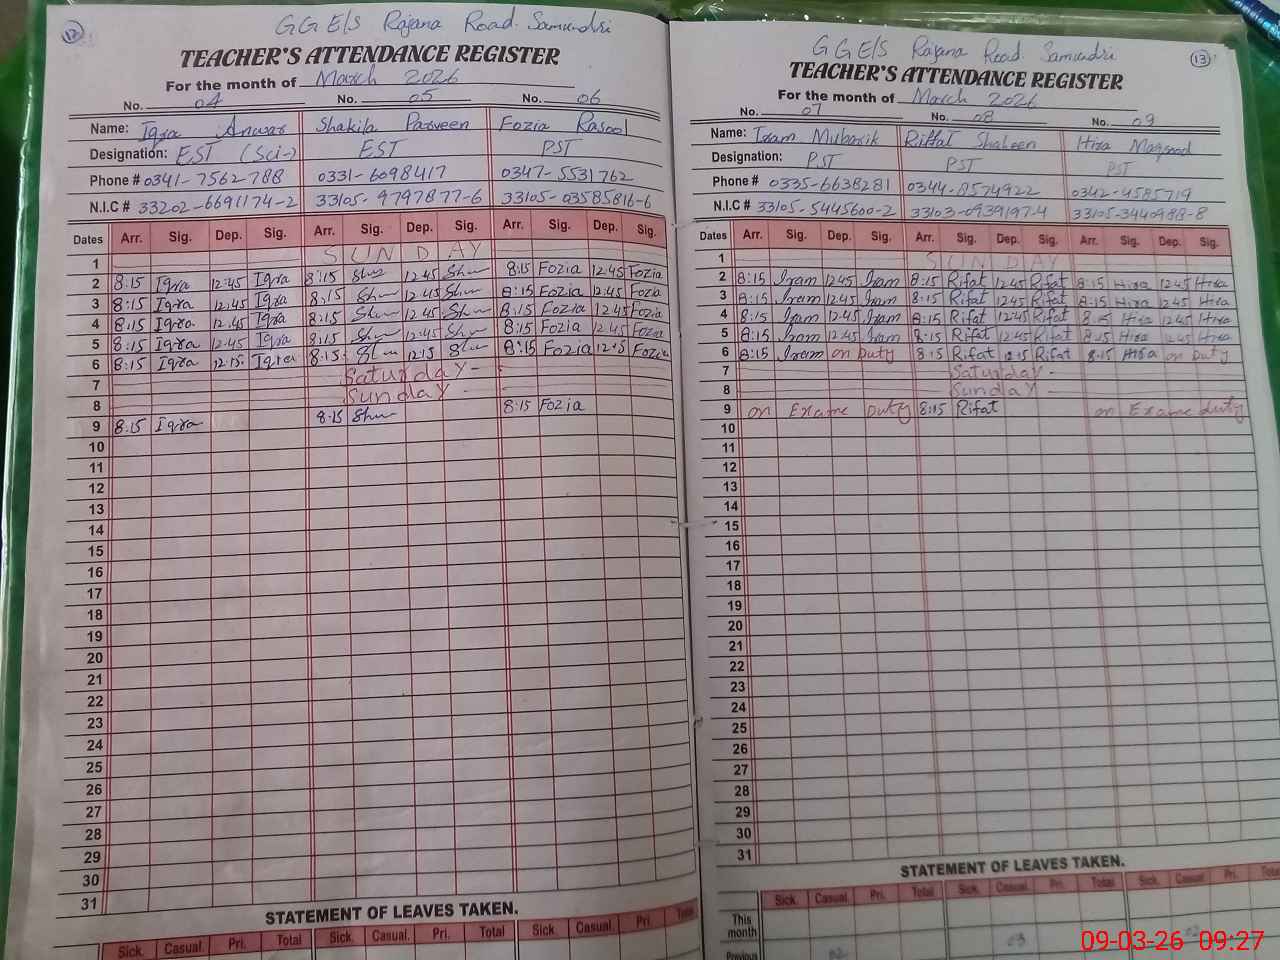 12
G G E/S Rajana Road. Samundri
TEACHER'S ATTENDANCE REGISTER
For the month of March 2026
No. 04 No. 05 No. 06
Name: Iqra Anwar Shakila Parveen Fozia Rasool
Designation: EST (Sci-) EST PST
Phone # 0341-7562788 0331-6098417 0347-5531762
N.I.C # 33202-6691174-2 33105-9797877-6 33105-03585816-6
Dates Arr. Sig. Dep. Sig. Arr. Sig. Dep. Sig. Arr. Sig. Dep. Sig.
1 SUNDAY
2 8:15 Iqra 12:45 Iqra 8:15 12:45 8:15 Fozia 12:45 Fozia
3 8:15 Iqra 12:45 Iqra 8:15 12:45 8:15 Fozia 12:45 Fozia
4 8:15 Iqra 12:45 Iqra 8:15 12:45 8:15 Fozia 12:45 Fozia
5 8:15 Iqra 12:45 Iqra 8:15 12:45 8:15 Fozia 12:45 Fozia
6 8:15 Iqra 12:15 Iqra 8:15 12:15 8:15 Fozia 12:15 Fozia
7 Saturday -
8 Sunday
9 8:15 Iqra 8:15 8:15 Fozia
10
11
12
13
14
15
16
17
18
19
20
21
22
23
24
25
26
27
28
29
30
31
STATEMENT OF LEAVES TAKEN.
Sick. Casual. Pri. Total Sick. Casual. Pri. Total Sick. Casual. Pri. Total
13
G G E/S Rajana Road. Samundri
TEACHER'S ATTENDANCE REGISTER
For the month of March 2026
No. 07 No. 08 No. 09
Name: Iram Mubarik Riffat Shaheen Hira Maqsood
Designation: PST PST PST
Phone # 0335-6638281 0344-8574922 0342-4585719
N.I.C # 33105-5445600-2 33103-0939197-4 33105-3440988-8
Dates Arr. Sig. Dep. Sig. Arr. Sig. Dep. Sig. Arr. Sig. Dep. Sig.
1 SUNDAY
2 8:15 Iram 12:45 Iram 8:15 Rifat 12:45 Rifat 8:15 Hira 12:45 Hira
3 8:15 Iram 12:45 Iram 8:15 Rifat 12:45 Rifat 8:15 Hira 12:45 Hira
4 8:15 Iram 12:45 Iram 8:15 Rifat 12:45 Rifat 8:15 Hira 12:45 Hira
5 8:15 Iram 12:45 Iram 8:15 Rifat 12:45 Rifat 8:15 Hira 12:45 Hira
6 8:15 Iram on Duty 8:15 Rifat 12:15 Rifat 8:15 Hira on Duty
7 Saturday -
8 Sunday
9 on Exame Duty 8:15 Rifat on Exame duty
10
11
12
13
14
15
16
17
18
19
20
21
22
23
24
25
26
27
28
29
30
31
STATEMENT OF LEAVES TAKEN.
Sick. Casual. Pri. Total Sick. Casual. Pri. Total Sick. Casual. Pri. Total
This month 03 02
Previous 02
09-03-26 09:27